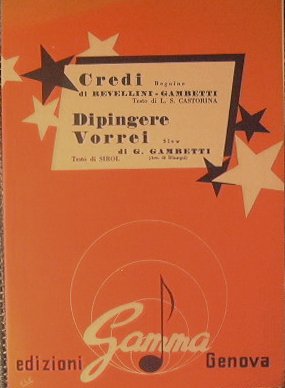 Credi Beguine
di REVELLINI - GAMBETTI
Testo di L. S. CASTORINA
Dipingere
Vorrei Slow
di G. GAMBETTI
Testo di SIROL
edizioni Gamma Genova